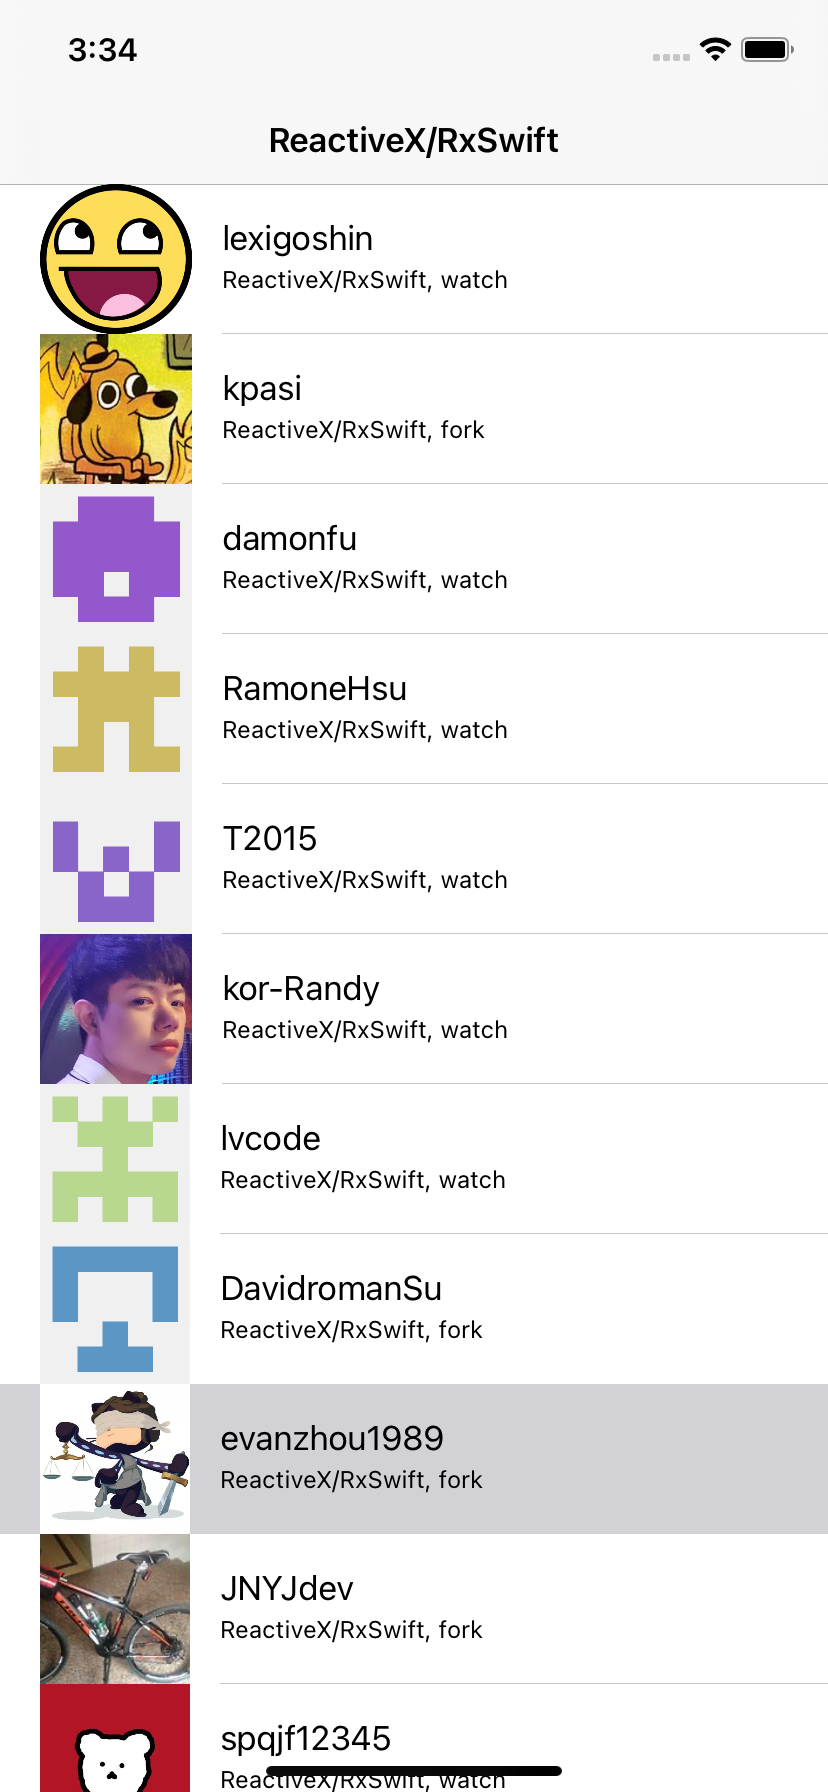 3:34
ReactiveX/RxSwift
lexigoshin
ReactiveX/RxSwift, watch
kpasi
ReactiveX/RxSwift, fork
damonfu
ReactiveX/RxSwift, watch
RamoneHsu
ReactiveX/RxSwift, watch
T2015
ReactiveX/RxSwift, watch
kor-Randy
ReactiveX/RxSwift, watch
lvcode
ReactiveX/RxSwift, watch
DavidromanSu
ReactiveX/RxSwift, fork
evanzhou1989
ReactiveX/RxSwift, fork
JNYJdev
ReactiveX/RxSwift, fork
spqjf12345
ReactiveX/RxSwift, watch